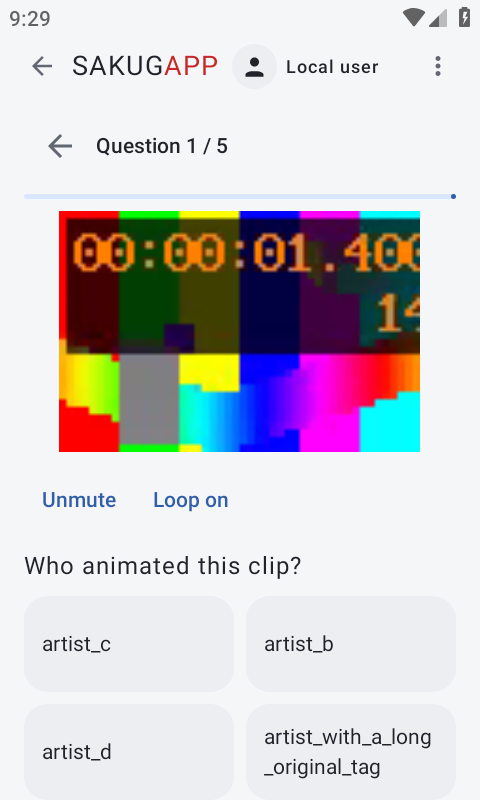 9:29
SAKUGAPP
Local user
Question 1 / 5
00:00:01.400
14
Unmute
Loop on
Who animated this clip?
artist_c
artist_b
artist_d
artist_with_a_long
_original_tag